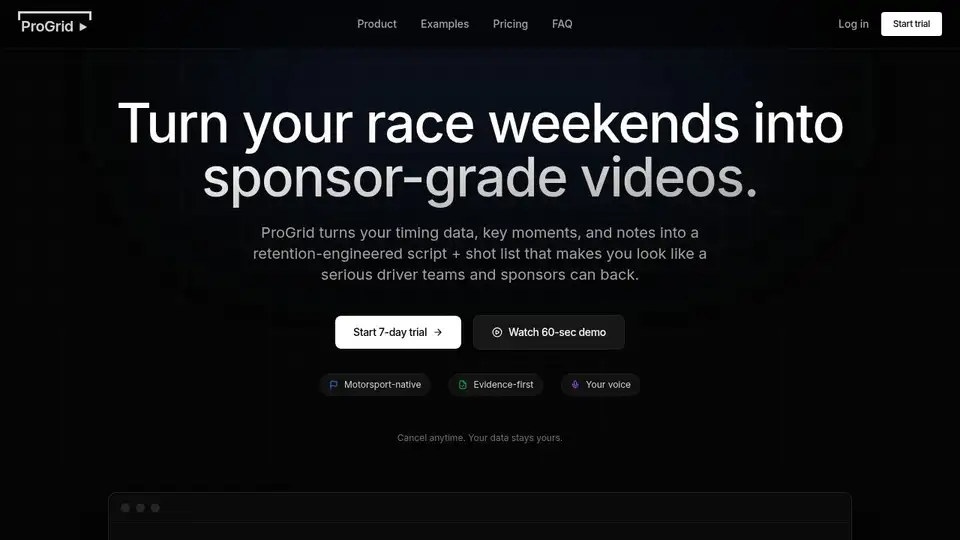 ProGrid
Product
Examples
Pricing
FAQ
Log in
Start trial
Turn your race weekends into
sponsor-grade videos.
ProGrid turns your timing data, key moments, and notes into a
retention-engineered script + shot list that makes you look like a
serious driver teams and sponsors can back.
Start 7-day trial →
Watch 60-sec demo
Motorsport-native
Evidence-first
Your voice
Cancel anytime. Your data stays yours.